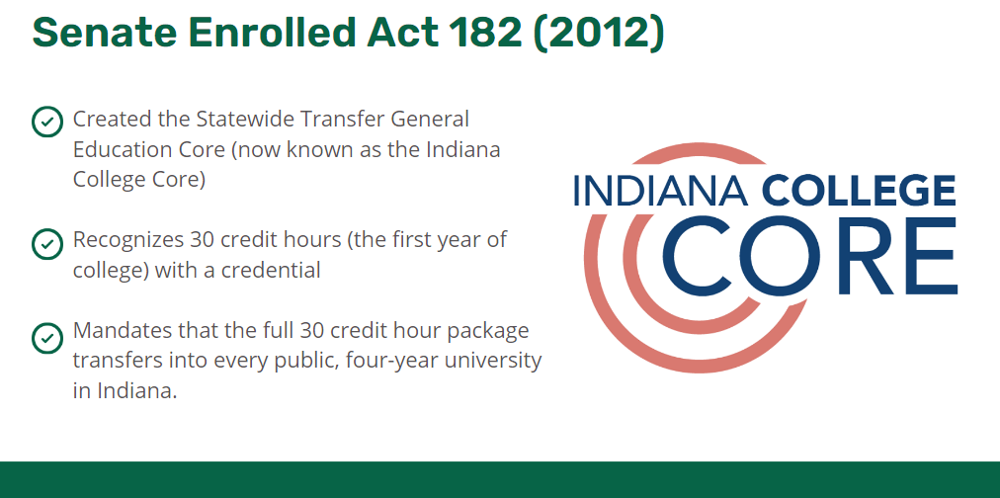 Senate Enrolled Act 182 (2012)
Created the Statewide Transfer General
Education Core (now known as the Indiana
College Core)
Recognizes 30 credit hours (the first year of
college) with a credential
Mandates that the full 30 credit hour package
transfers into every public, four-year university
in Indiana.
INDIANA COLLEGE
CORE